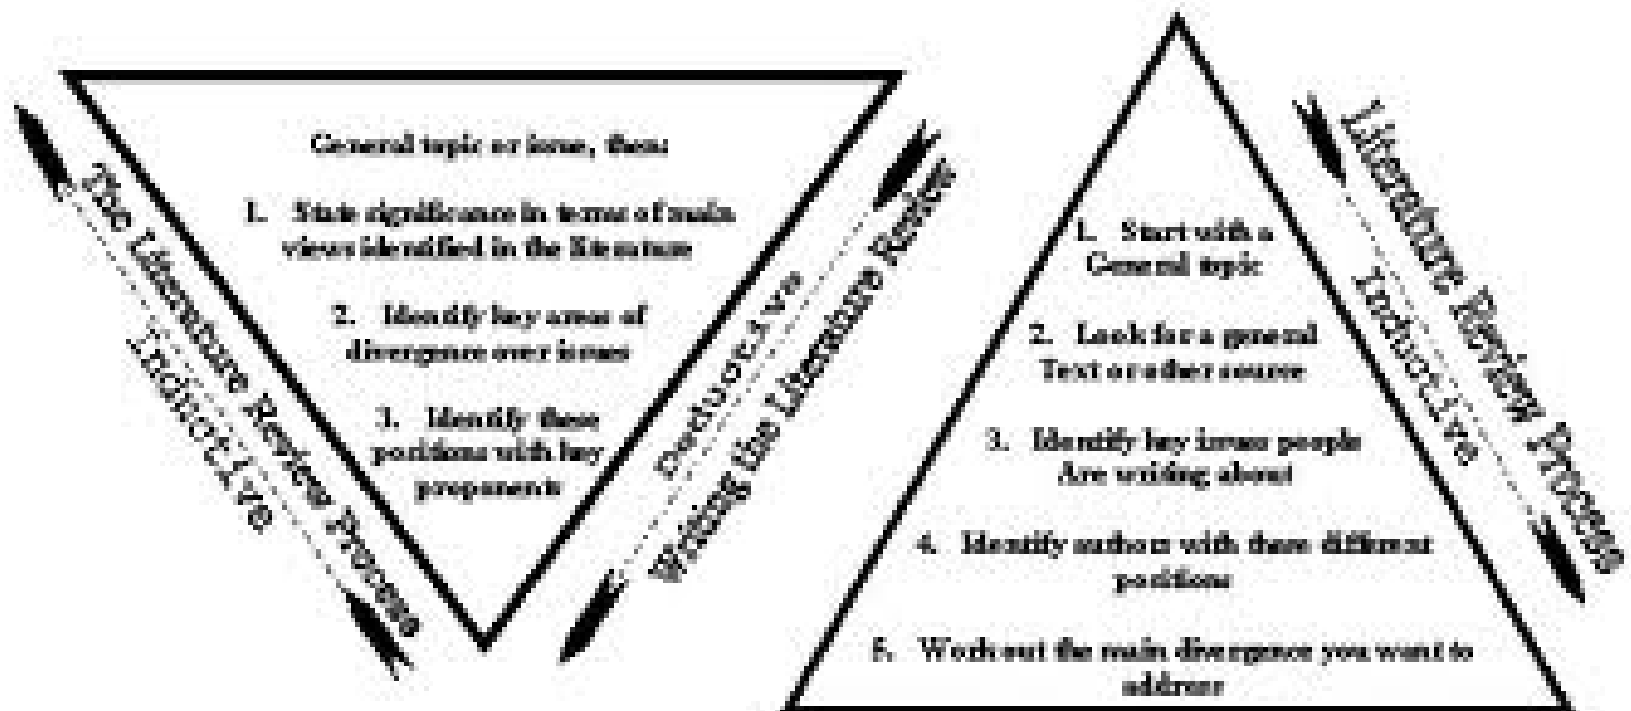 General topic or issue, then:
1. State significance in terms of main
views identified in the literature
2. Identify key areas of
divergence over issues
3. Identify these
positions with key
proponents
The Literature Review Process
Inductive
Deductive
Writing the Literature Review
1. Start with a
General topic
2. Look for a general
Text or other source
3. Identify key issues people
Are writing about
4. Identify authors with these different
positions
5. Work out the main divergence you want to
address
Literature Review Process
Inductive